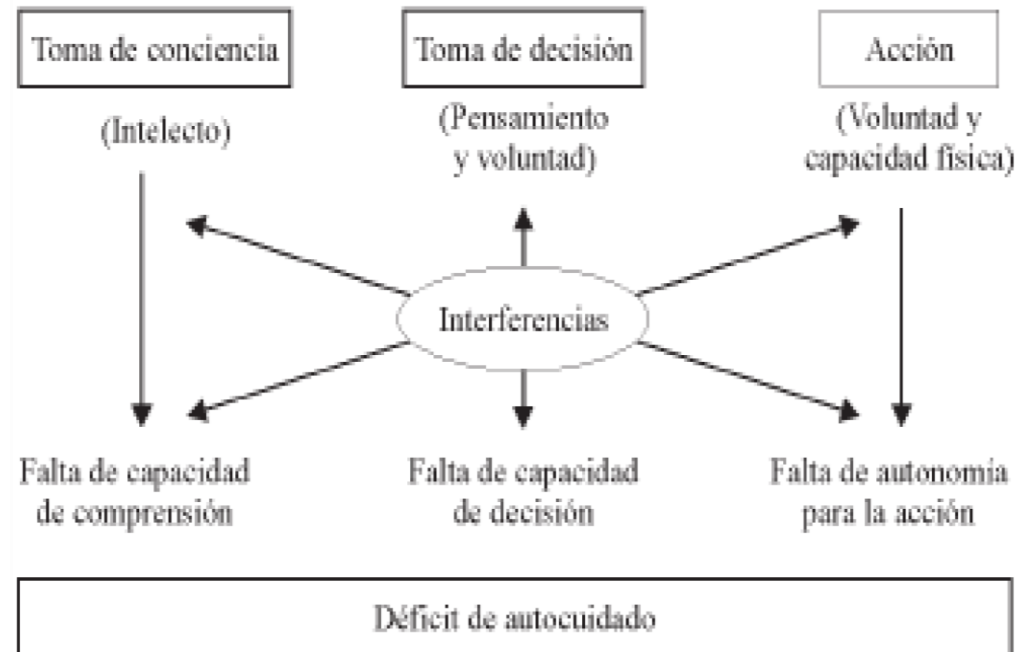 Toma de conciencia
Toma de decisión
Acción
(Intelecto)
(Pensamiento
y voluntad)
(Voluntad y
capacidad física)
Interferencias
Falta de capacidad
de comprensión
Falta de capacidad
de decisión
Falta de autonomía
para la acción
Déficit de autocuidado